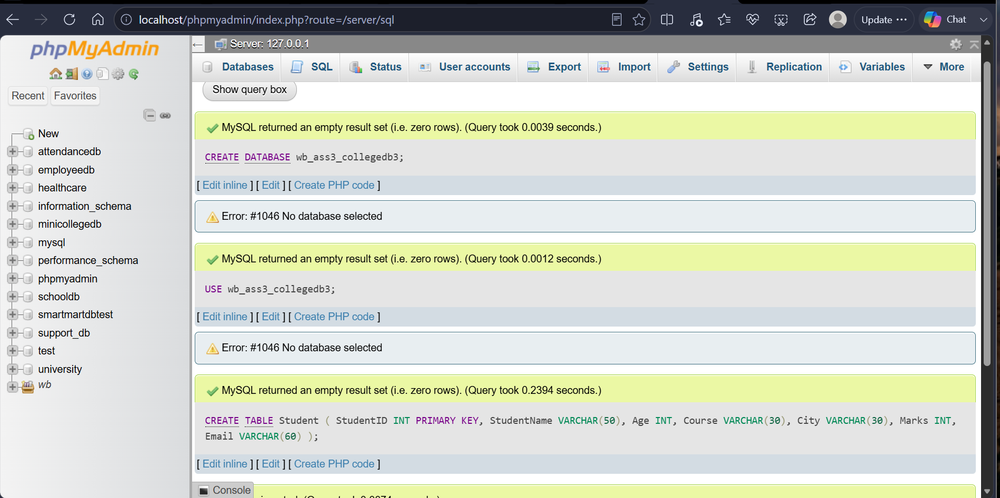 localhost/phpmyadmin/index.php?route=/server/sql
Update
Chat
phpMyAdmin
Recent
Favorites
New
attendancedb
employeedb
healthcare
information_schema
minicollegedb
mysql
performance_schema
phpmyadmin
schooldb
smartmartdbtest
support_db
test
university
wb
Server: 127.0.0.1
Databases
SQL
Status
User accounts
Export
Import
Settings
Replication
Variables
More
Show query box
MySQL returned an empty result set (i.e. zero rows). (Query took 0.0039 seconds.)
CREATE DATABASE wb_ass3_collegedb3;
[ Edit inline ] [ Edit ] [ Create PHP code ]
Error: #1046 No database selected
MySQL returned an empty result set (i.e. zero rows). (Query took 0.0012 seconds.)
USE wb_ass3_collegedb3;
[ Edit inline ] [ Edit ] [ Create PHP code ]
Error: #1046 No database selected
MySQL returned an empty result set (i.e. zero rows). (Query took 0.2394 seconds.)
CREATE TABLE Student ( StudentID INT PRIMARY KEY, StudentName VARCHAR(50), Age INT, Course VARCHAR(30), City VARCHAR(30), Marks INT,
Email VARCHAR(60) );
[ Edit inline ] [ Edit ] [ Create PHP code ]
Console